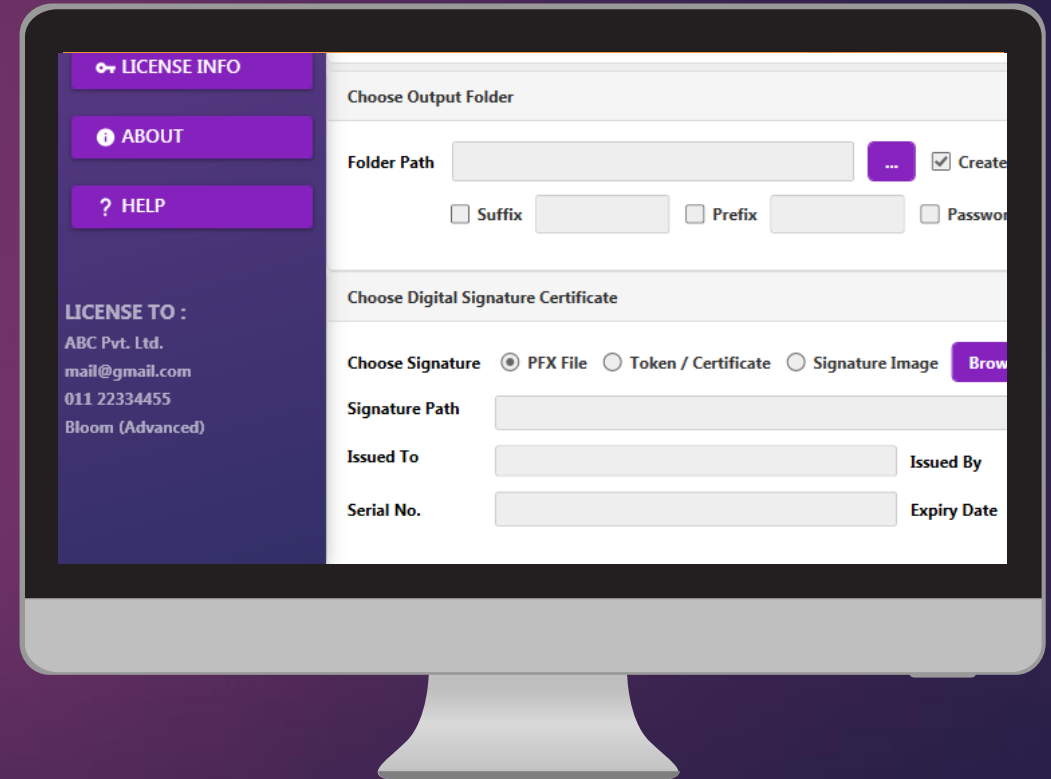 LICENSE INFO
ABOUT
? HELP
LICENSE TO :
ABC Pvt. Ltd.
mail@gmail.com
011 22334455
Bloom (Advanced)
Choose Output Folder
Folder Path ... Create
Suffix Prefix
Choose Digital Signature Certificate
Choose Signature PFX File Token / Certificate Signature Image
Signature Path
Issued To Issued By
Serial No. Expiry Date